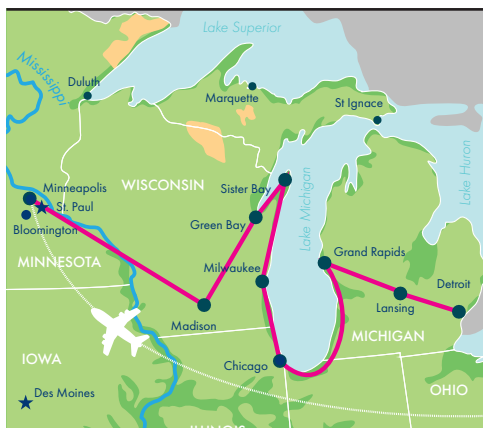 Lake Superior
Mississippi
Duluth
Marquette
St Ignace
Lake Huron
Minneapolis
WISCONSIN
Sister Bay
St. Paul
Bloomington
Green Bay
Lake Michigan
Grand Rapids
MINNESOTA
Milwaukee
Detroit
Lansing
Madison
MICHIGAN
IOWA
Chicago
Des Moines
OHIO
ILLINOIS